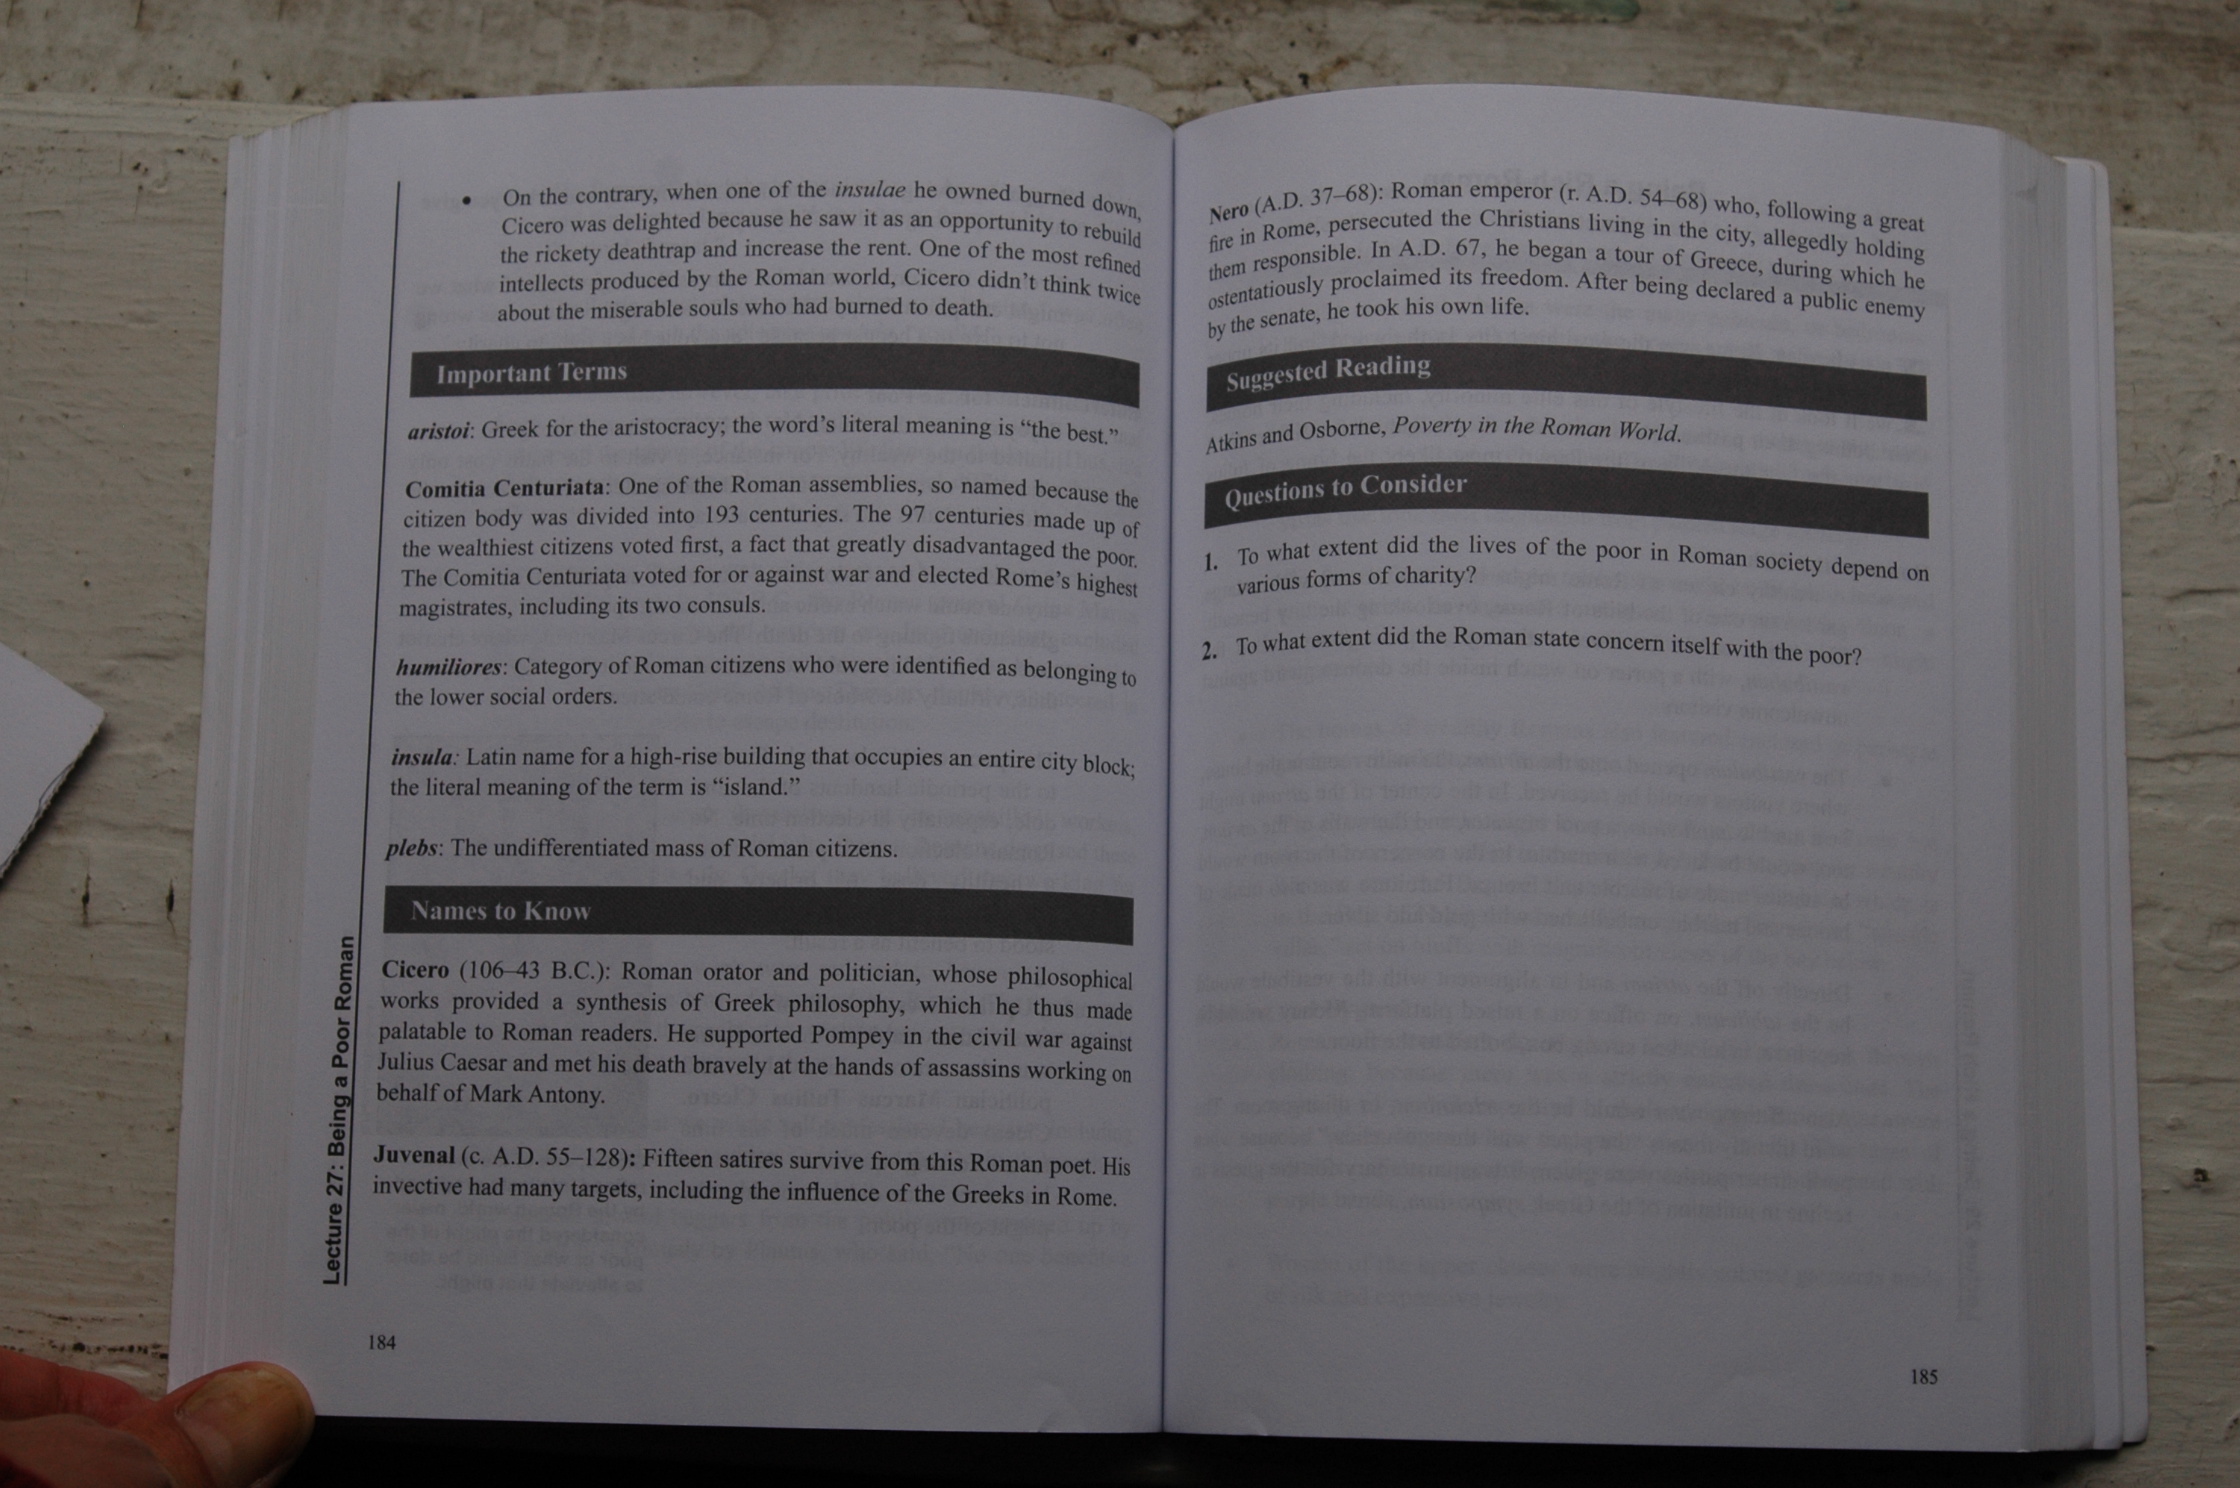 • On the contrary, when one of the insulae he owned burned down,
Cicero was delighted because he saw it as an opportunity to rebuild
the rickety deathtrap and increase the rent. One of the most refined
intellects produced by the Roman world, Cicero didn't think twice
about the miserable souls who had burned to death.
Important Terms
aristoi: Greek for the aristocracy; the word's literal meaning is “the best.”
Comitia Centuriata: One of the Roman assemblies, so named because the
citizen body was divided into 193 centuries. The 97 centuries made up of
the wealthiest citizens voted first, a fact that greatly disadvantaged the poor.
The Comitia Centuriata voted for or against war and elected Rome's highest
magistrates, including its two consuls.
humiliores: Category of Roman citizens who were identified as belonging to
the lower social orders.
insula: Latin name for a high-rise building that occupies an entire city block;
the literal meaning of the term is “island.”
plebs: The undifferentiated mass of Roman citizens.
Names to Know
Cicero (106–43 B.C.): Roman orator and politician, whose philosophical
works provided a synthesis of Greek philosophy, which he thus made
palatable to Roman readers. He supported Pompey in the civil war against
Julius Caesar and met his death bravely at the hands of assassins working on
behalf of Mark Antony.
Juvenal (c. A.D. 55–128): Fifteen satires survive from this Roman poet. His
invective had many targets, including the influence of the Greeks in Rome.
Lecture 27: Being a Poor Roman
184
Nero (A.D. 37–68): Roman emperor (r. A.D. 54–68) who, following a great
fire in Rome, persecuted the Christians living in the city, allegedly holding
them responsible. In A.D. 67, he began a tour of Greece, during which he
ostentatiously proclaimed its freedom. After being declared a public enemy
by the senate, he took his own life.
Suggested Reading
Atkins and Osborne, Poverty in the Roman World.
Questions to Consider
1. To what extent did the lives of the poor in Roman society depend on
various forms of charity?
2. To what extent did the Roman state concern itself with the poor?
185